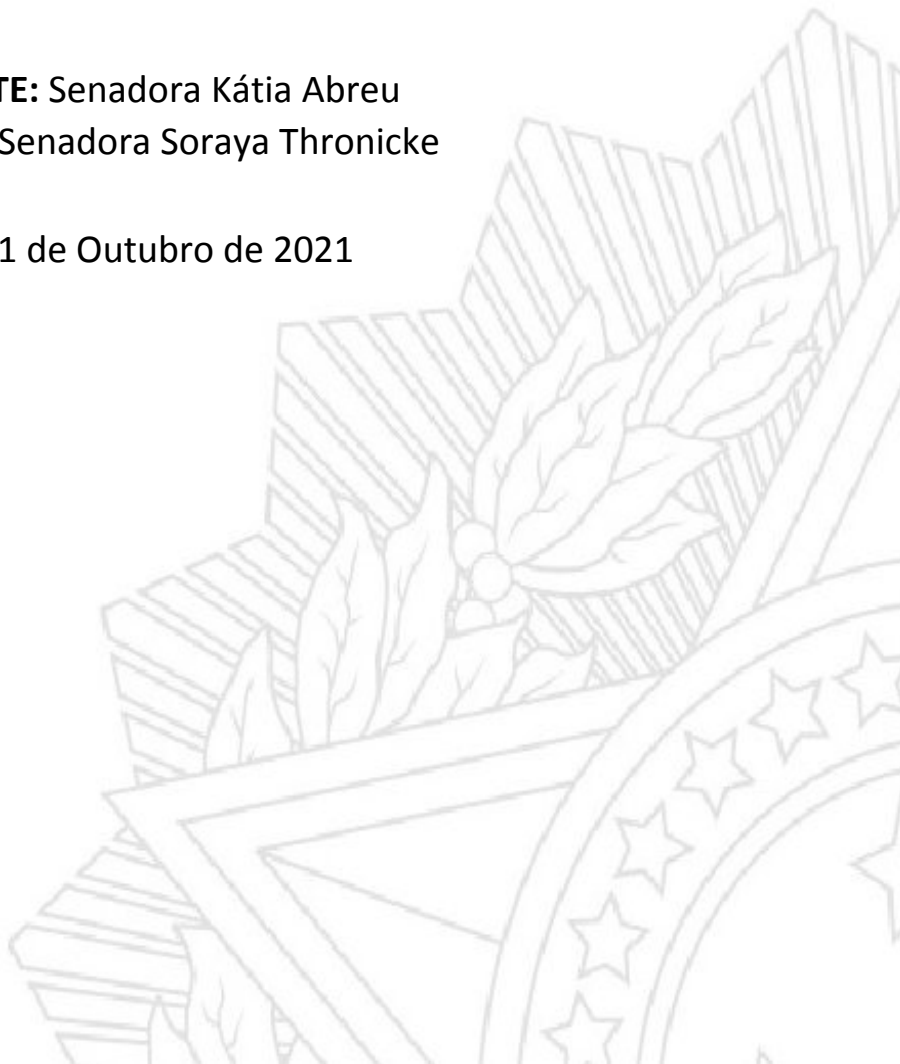 TE: Senadora Kátia Abreu
Senadora Soraya Thronicke
1 de Outubro de 2021